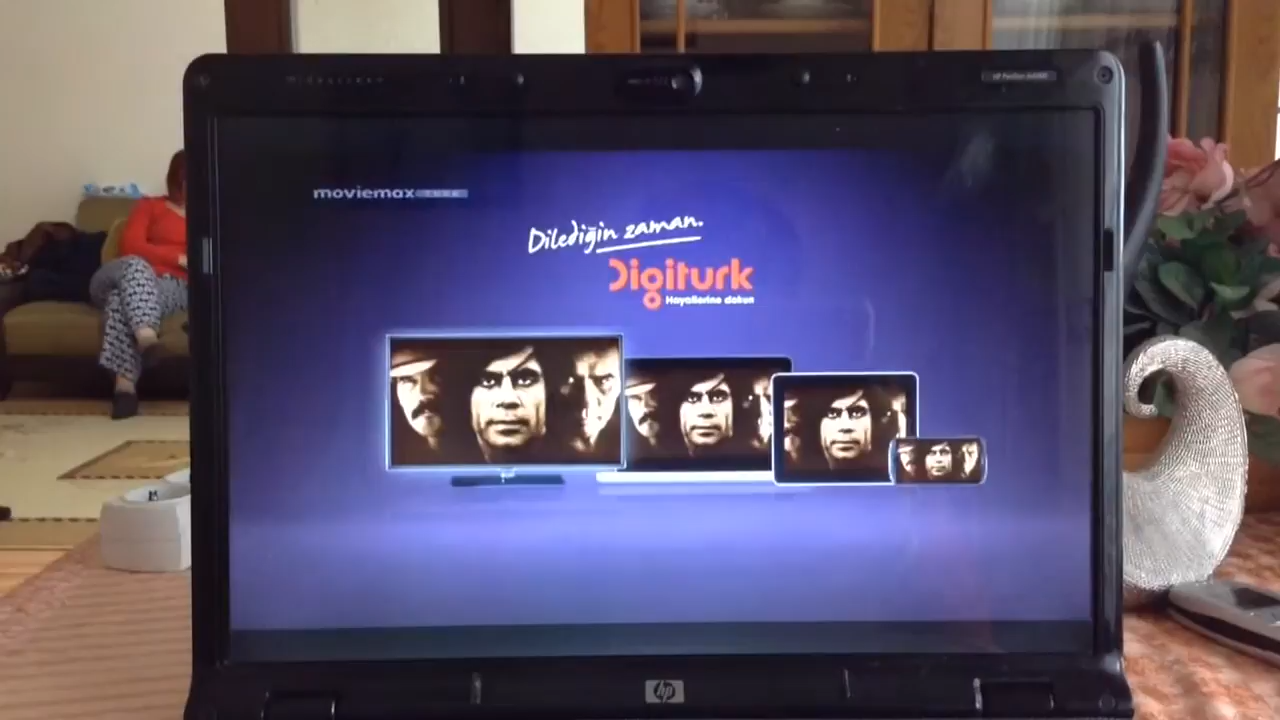 moviemax
Dilediğin zaman.
Digiturk
Hayallerine dokun
hp